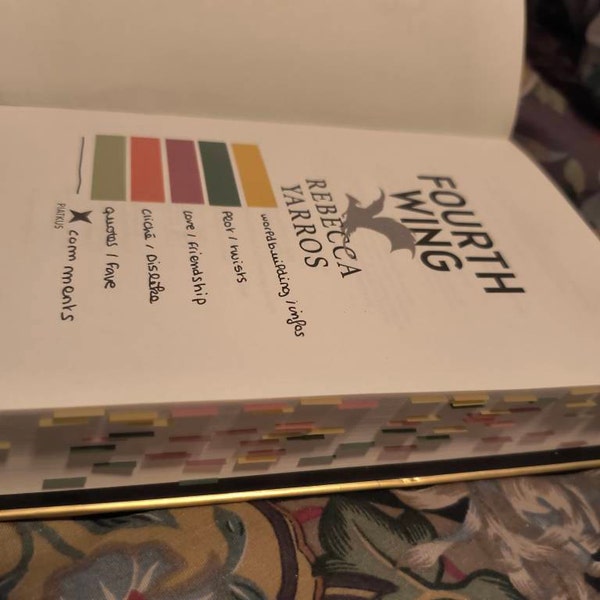 FOURTH
WING
REBECCA
YARROS
worldbuilding / infos
Plot / twists
love / friendship
cliché / Dislike
quotes / fave
comments
PIATKUS